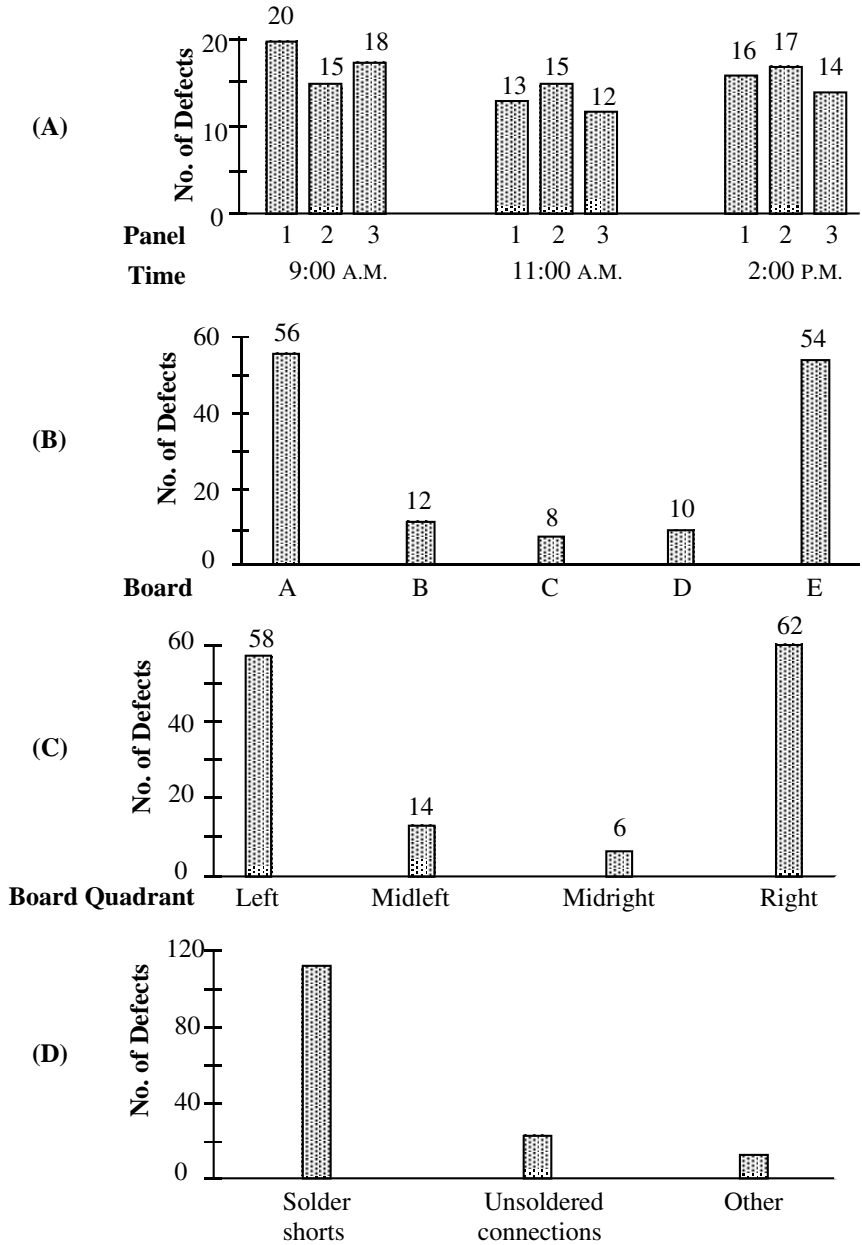 20
15
18
13
15
12
16
17
14
20
10
0
No. of Defects
(A)
Panel 1 2 3 1 2 3 1 2 3
Time 9:00 A.M. 11:00 A.M. 2:00 P.M.
56
12
8
10
54
60
40
20
0
No. of Defects
(B)
Board A B C D E
58
14
6
62
60
40
20
0
No. of Defects
(C)
Board Quadrant Left Midleft Midright Right
120
80
40
0
No. of Defects
(D)
Solder shorts
Unsoldered connections
Other